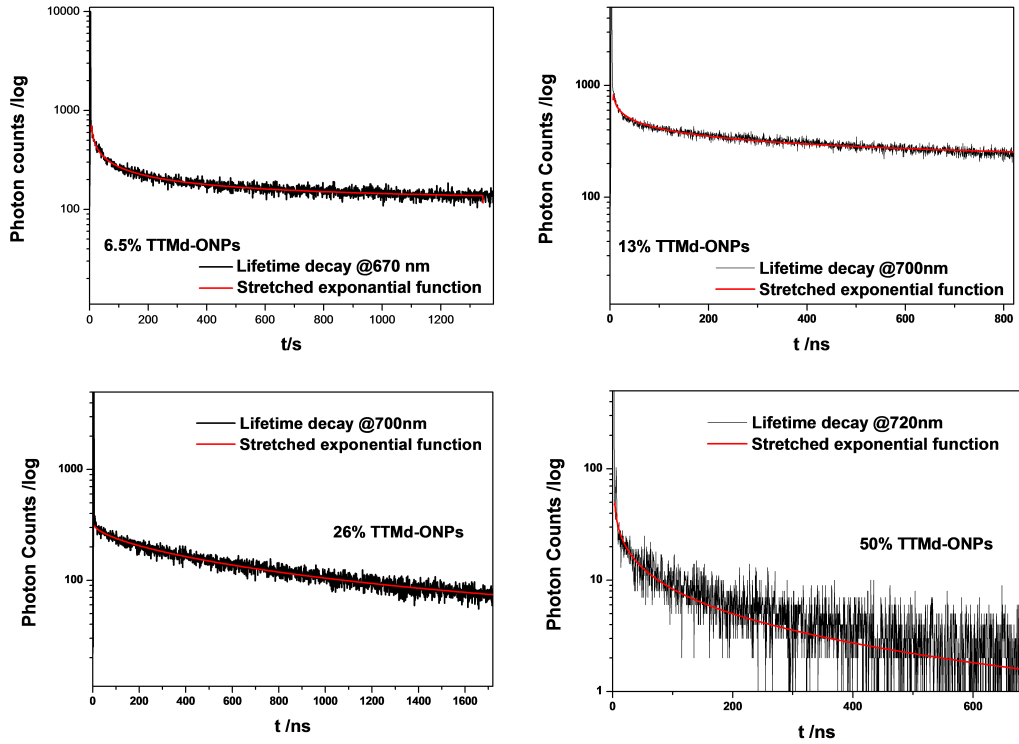 10000
1000
100
Photon counts /log
6.5% TTMd-ONPs
Lifetime decay @670 nm
Stretched exponantial function
0 200 400 600 800 1000 1200
t/s
1000
100
Photon Counts /log
13% TTMd-ONPs
Lifetime decay @700nm
Stretched exponential function
0 200 400 600 800
t /ns
1000
100
Photon Counts /log
Lifetime decay @700nm
Stretched exponential function
26% TTMd-ONPs
0 200 400 600 800 1000 1200 1400 1600
t /ns
100
10
1
Photon Counts /log
Lifetime decay @720nm
Stretched exponential function
50% TTMd-ONPs
0 200 400 600
t /ns